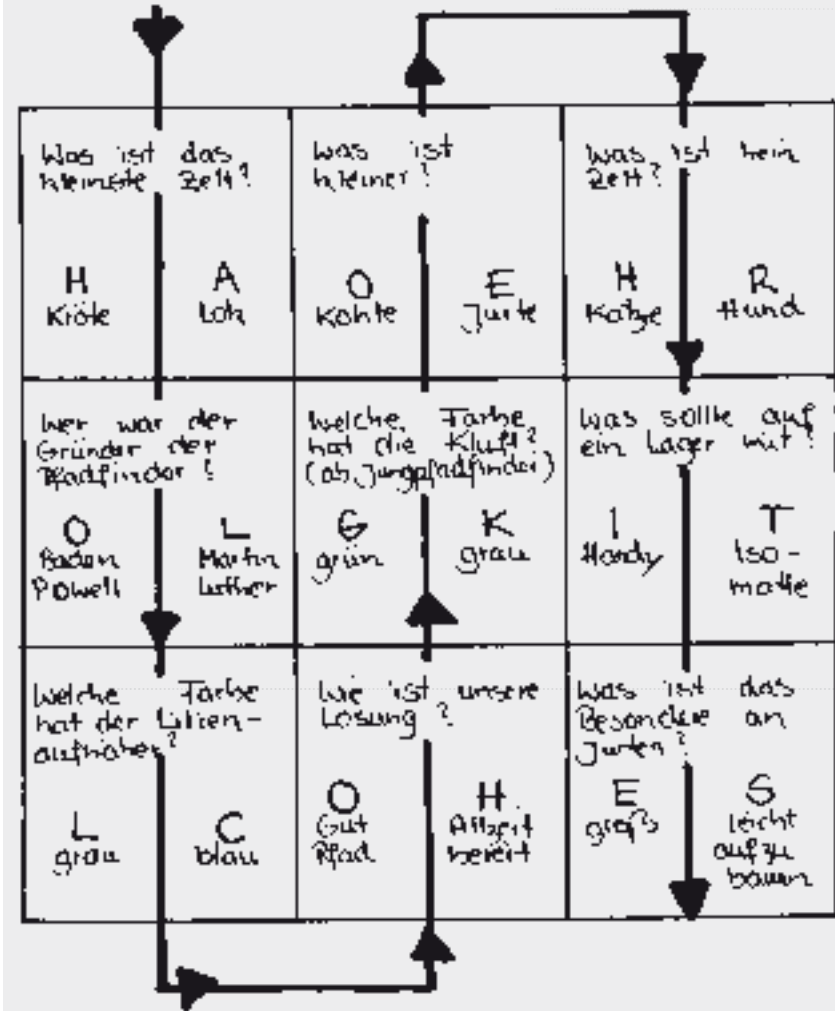 Was ist das
kleinste Zelt?
H
Kröte
A
Lok
Wer war der
Gründer der
Pfadfinder?
O
Baden
Powell
L
Martin
Luther
Welche Farbe
hat der Lilien-
aufnäher?
L
grau
C
blau
Wie ist unsere
Losung?
O
Gut
Pfad
H
Allzeit
bereit
Welche Farbe
hat die Kluft?
(ab Jungpfadfinder)
G
grün
K
grau
Was ist
kleiner?
O
Kohte
E
Jurte
Was ist kein
Zelt?
H
Katze
R
Hund
Was sollte auf
ein Lager mit?
I
Handy
T
Iso-
matte
Was ist das
Besondere an
Jurten?
E
groß
S
leicht
aufzu
bauen